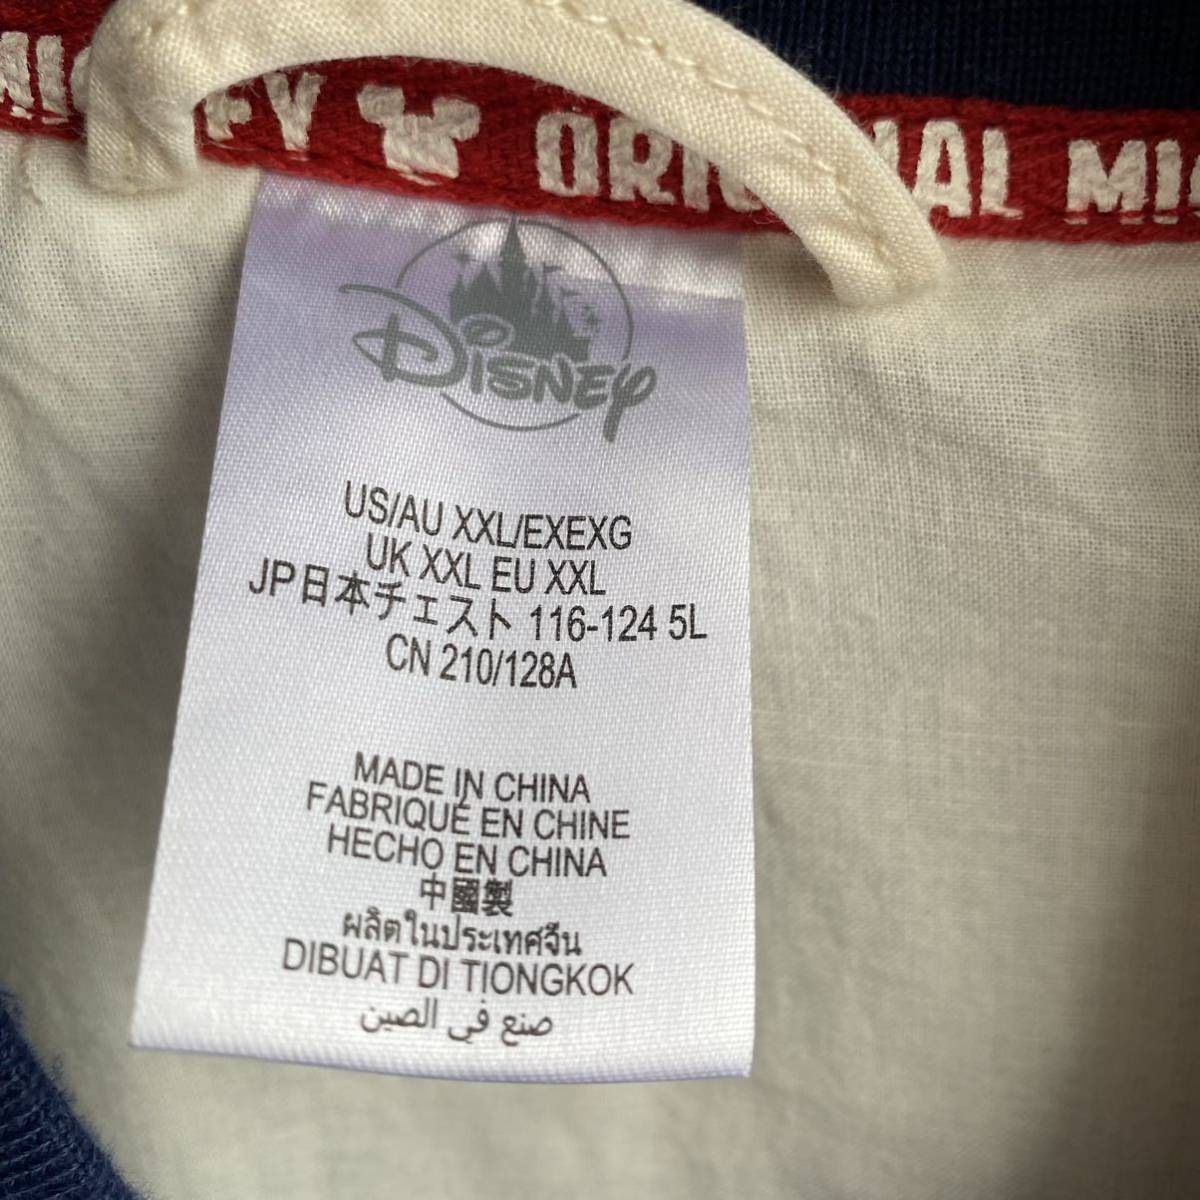 ORIGINAL MIC
DISNEY
US/AU XXL/EXEXG
UK XXL EU XXL
JP日本チェスト 116-124 5L
CN 210/128A
MADE IN CHINA
FABRIQUÉ EN CHINE
HECHO EN CHINA
中國製
ผลิตในประเทศจีน
DIBUAT DI TIONGKOK
صنع في الصين